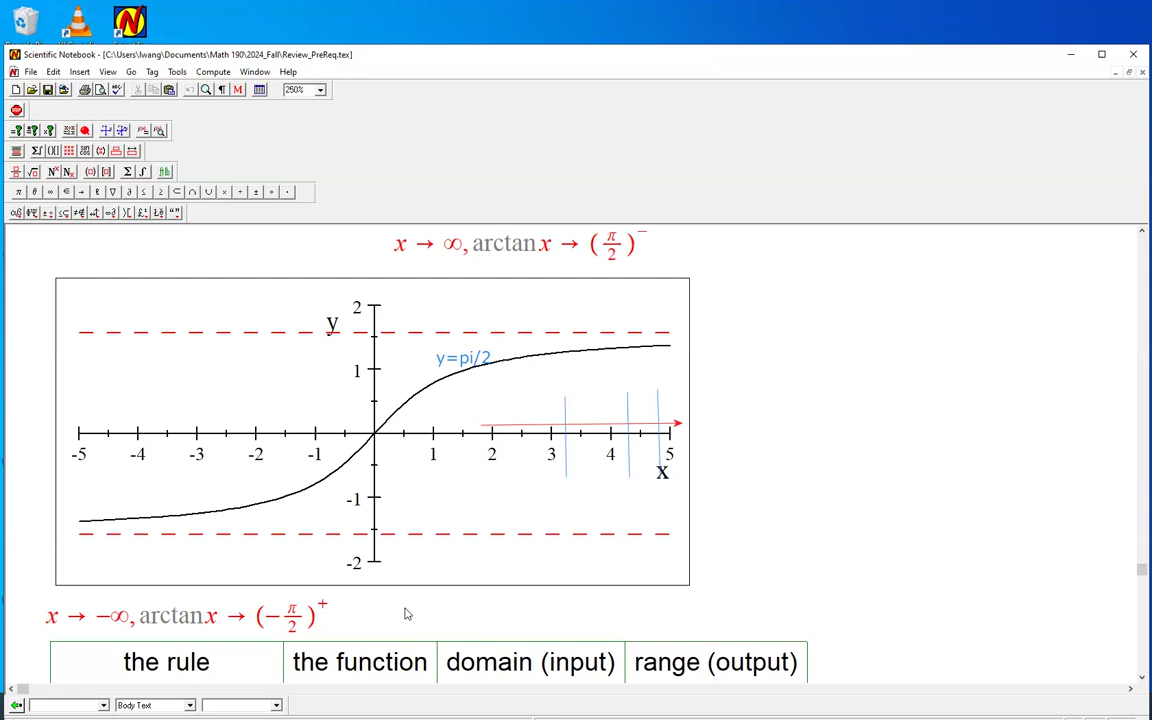 Scientific Notebook - [C:\Users\lwang\Documents\Math 190\2024_Fall\Review_PreReq.tex]
File Edit View Insert Go Tag Tools Compute Window Help
250%
x → ∞, arctan x → (π/2)⁻
2
y
y=pi/2
1
-5 -4 -3 -2 -1 1 2 3 4 5
x
-1
-2
x → −∞, arctan x → (−π/2)⁺
the rule the function domain (input) range (output)
Body Text